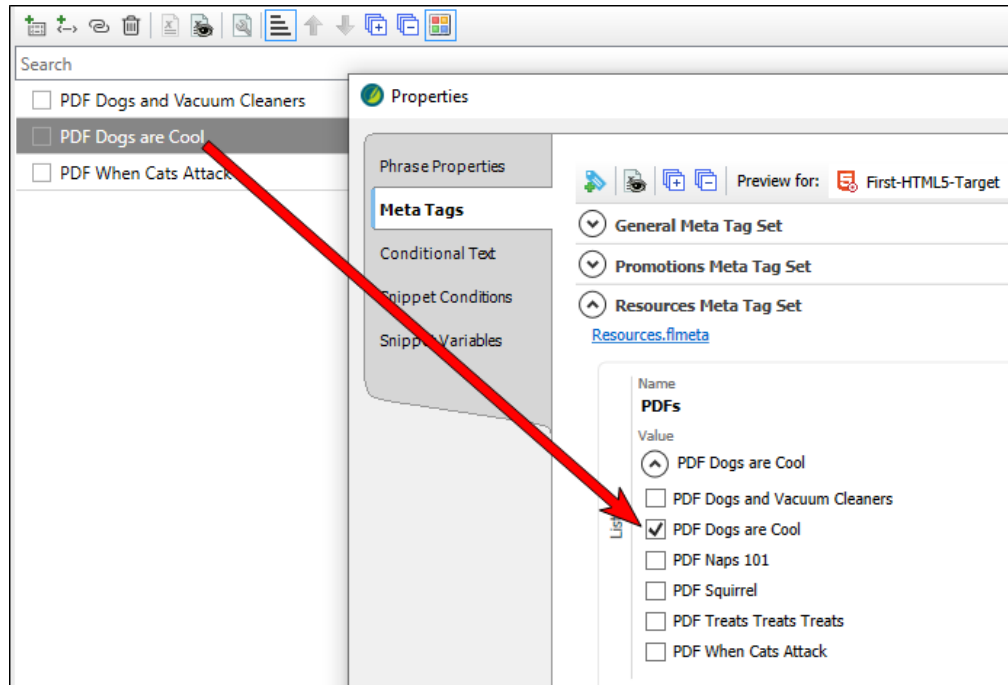 Search
PDF Dogs and Vacuum Cleaners
PDF Dogs are Cool
PDF When Cats Attack
Properties
Phrase Properties
Meta Tags
Conditional Text
Snippet Conditions
Snippet Variables
Preview for: First-HTML5-Target
General Meta Tag Set
Promotions Meta Tag Set
Resources Meta Tag Set
Resources.flmeta
Name
PDFs
Value
PDF Dogs are Cool
List
PDF Dogs and Vacuum Cleaners
PDF Dogs are Cool
PDF Naps 101
PDF Squirrel
PDF Treats Treats Treats
PDF When Cats Attack